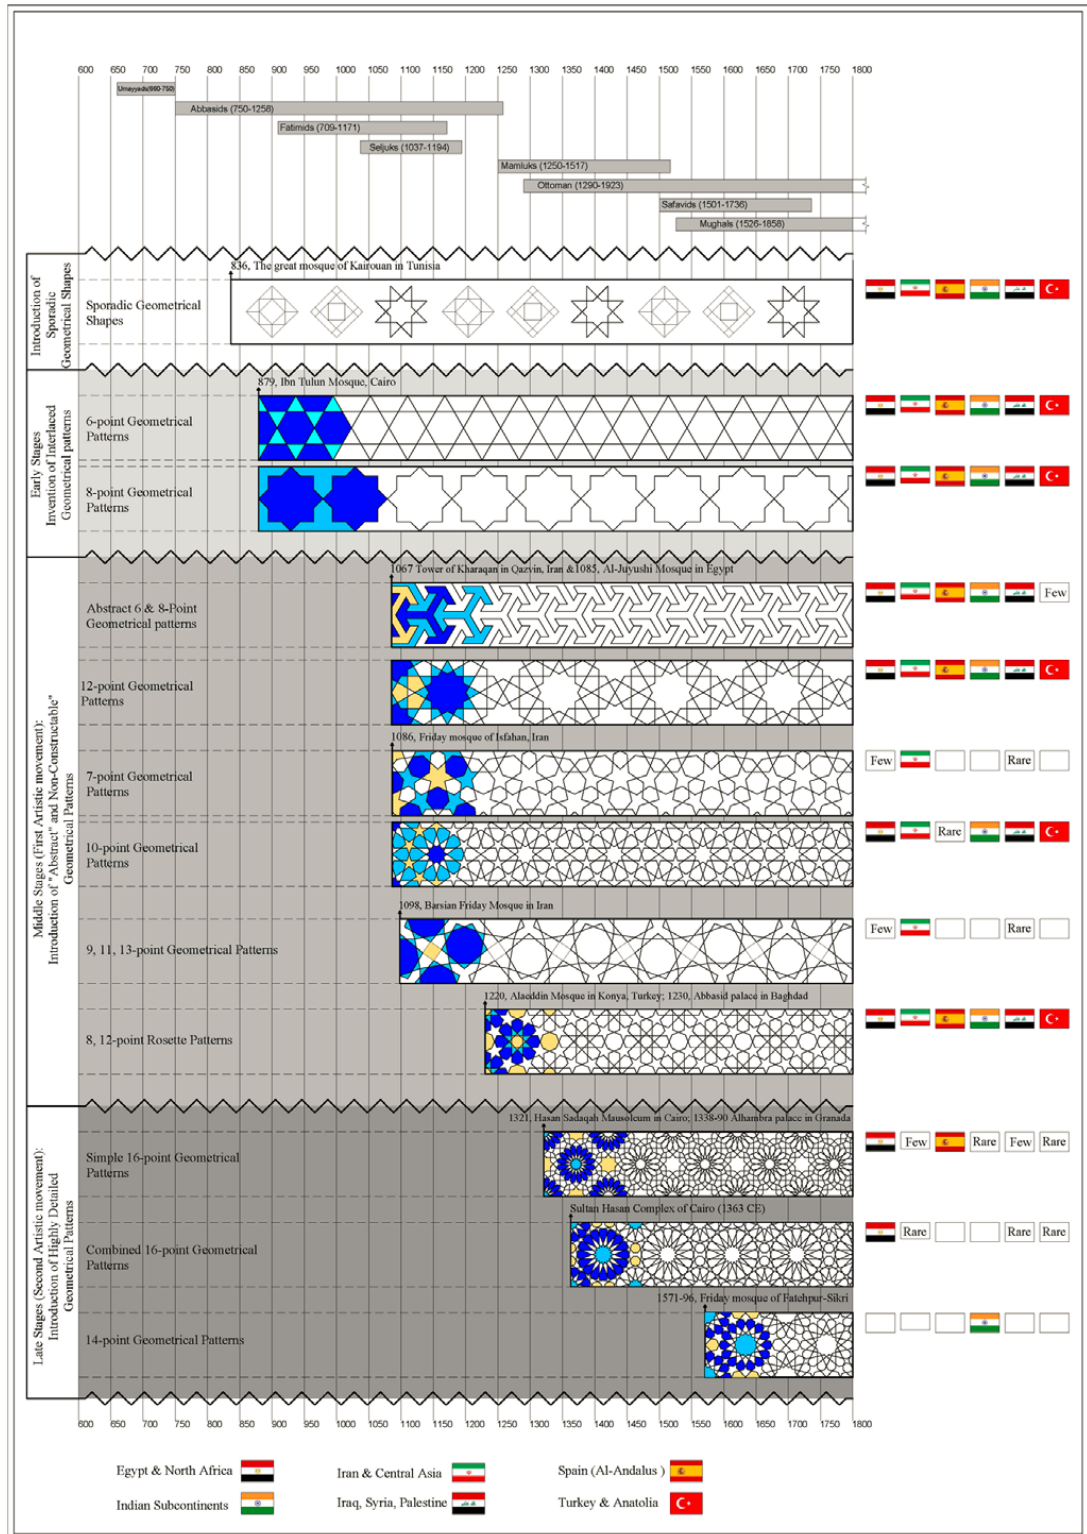 600 650 700 750 800 850 900 950 1000 1050 1100 1150 1200 1250 1300 1350 1400 1450 1500 1550 1600 1650 1700 1750 1800
Umayyads(660-750)
Abbasids (750-1258)
Fatimids (709-1171)
Seljuks (1037-1194)
Mamluks (1250-1517)
Ottoman (1290-1923)
Safavids (1501-1736)
Mughals (1526-1858)
Introduction of
Sporadic
Geometrical Shapes
836, The great mosque of Kairouan in Tunisia
Sporadic Geometrical
Shapes
Early Stages
Invention of Interlaced
Geometrical patterns
879, Ibn Tulun Mosque, Cairo
6-point Geometrical
Patterns
8-point Geometrical
Patterns
Middle Stages (First Artistic movement):
Introduction of "Abstract" and Non-Constructable"
Geometrical Patterns
1067 Tower of Kharaqan in Qazvin, Iran &1085, Al-Juyushi Mosque in Egypt
Abstract 6 & 8-Point
Geometrical patterns
Few
12-point Geometrical
Patterns
1086, Friday mosque of Isfahan, Iran
7-point Geometrical
Patterns
Few
Rare
10-point Geometrical
Patterns
Rare
1098, Barsian Friday Mosque in Iran
9, 11, 13-point Geometrical Patterns
Few
Rare
1220, Alaeddin Mosque in Konya, Turkey; 1230, Abbasid palace in Baghdad
8, 12-point Rosette Patterns
Late Stages (Second Artistic movement):
Introduction of Highly Detailed
Geometrical Patterns
1321, Hasan Sadaqah Mausoleum in Cairo; 1338-90 Alhambra palace in Granada
Simple 16-point Geometrical
Patterns
Few
Rare
Few
Rare
Sultan Hasan Complex of Cairo (1363 CE)
Combined 16-point Geometrical
Patterns
Rare
Rare
Rare
1571-96, Friday mosque of Fatehpur-Sikri
14-point Geometrical Patterns
600 650 700 750 800 850 900 950 1000 1050 1100 1150 1200 1250 1300 1350 1400 1450 1500 1550 1600 1650 1700 1750 1800
Egypt & North Africa
Iran & Central Asia
Spain (Al-Andalus )
Indian Subcontinents
Iraq, Syria, Palestine
Turkey & Anatolia